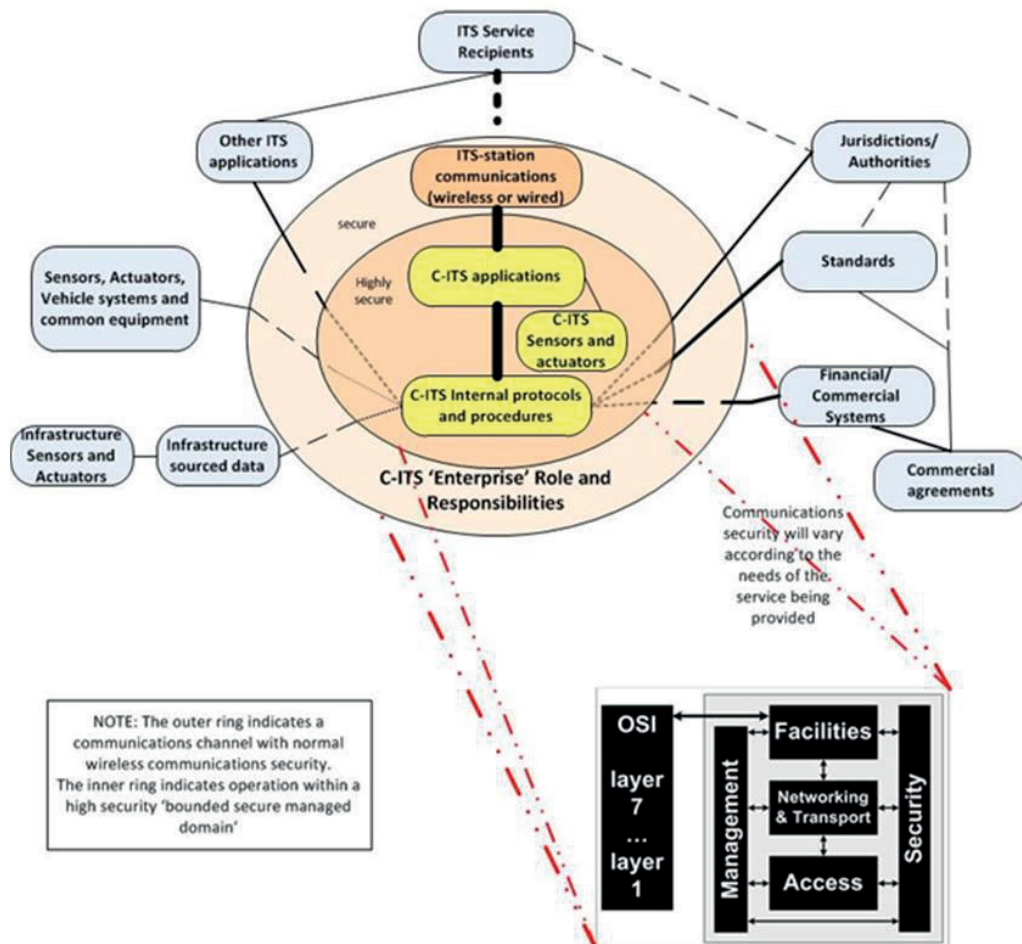 ITS Service
Recipients
Other ITS
applications
ITS-station
communications
(wireless or wired)
Jurisdictions/
Authorities
secure
Sensors, Actuators,
Vehicle systems and
common equipment
Highly
secure
C-ITS applications
Standards
C-ITS
Sensors and
actuators
C-ITS Internal protocols
and procedures
Financial/
Commercial
Systems
Infrastructure
Sensors and
Actuators
Infrastructure
sourced data
C-ITS ‘Enterprise’ Role and
Responsibilities
Commercial
agreements
Communications
security will vary
according to the
needs of the
service being
provided
NOTE: The outer ring indicates a
communications channel with normal
wireless communications security.
The inner ring indicates operation within a
high security ‘bounded secure managed
domain’
OSI
layer
7
...
layer
1
Management
Facilities
Networking
& Transport
Access
Security